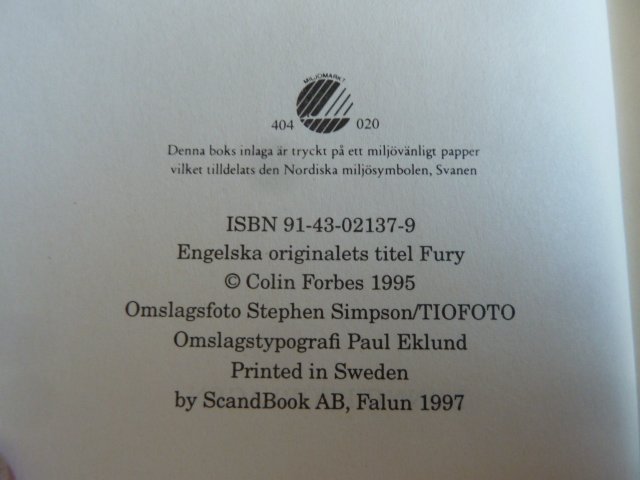 MILJÖMÄRKT
404 020
Denna boks inlaga är tryckt på ett miljövänligt papper
vilket tilldelats den Nordiska miljösymbolen, Svanen
ISBN 91-43-02137-9
Engelska originalets titel Fury
© Colin Forbes 1995
Omslagsfoto Stephen Simpson/TIOFOTO
Omslagstypografi Paul Eklund
Printed in Sweden
by ScandBook AB, Falun 1997